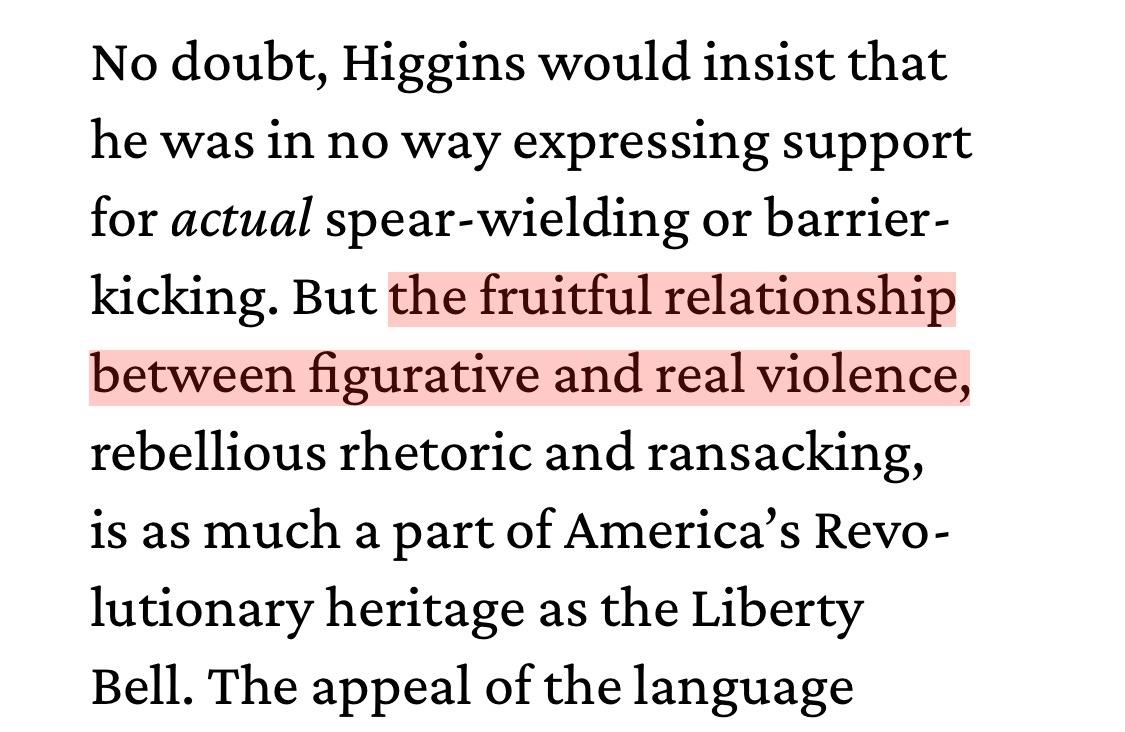 No doubt, Higgins would insist that
he was in no way expressing support
for actual spear-wielding or barrier-
kicking. But the fruitful relationship
between figurative and real violence,
rebellious rhetoric and ransacking,
is as much a part of America’s Revo-
lutionary heritage as the Liberty
Bell. The appeal of the language